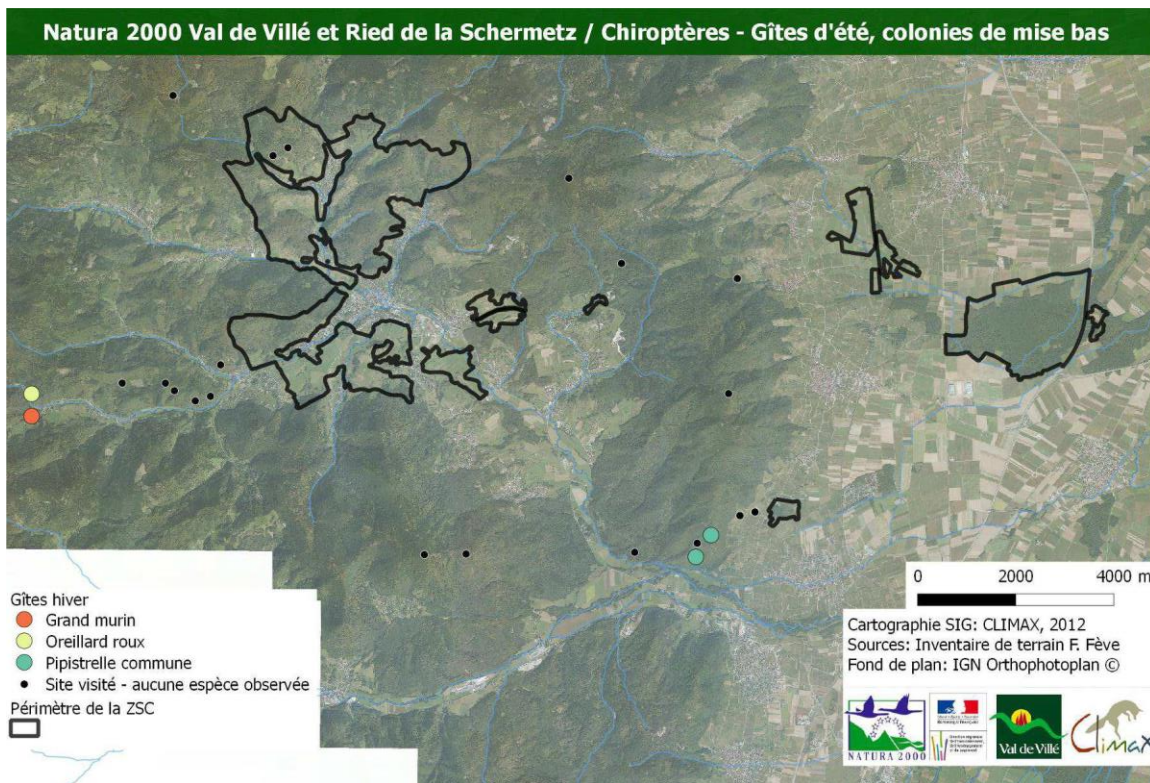 Natura 2000 Val de Villé et Ried de la Schermetz / Chiroptères - Gîtes d'été, colonies de mise bas
Gîtes hiver
Grand murin
Oreillard roux
Pipistrelle commune
Site visité - aucune espèce observée
Périmètre de la ZSC
0 2000 4000 m
Cartographie SIG: CLIMAX, 2012
Sources: Inventaire de terrain F. Fève
Fond de plan: IGN Orthophotoplan ©
NATURA 2000
Val de Villé
Climax